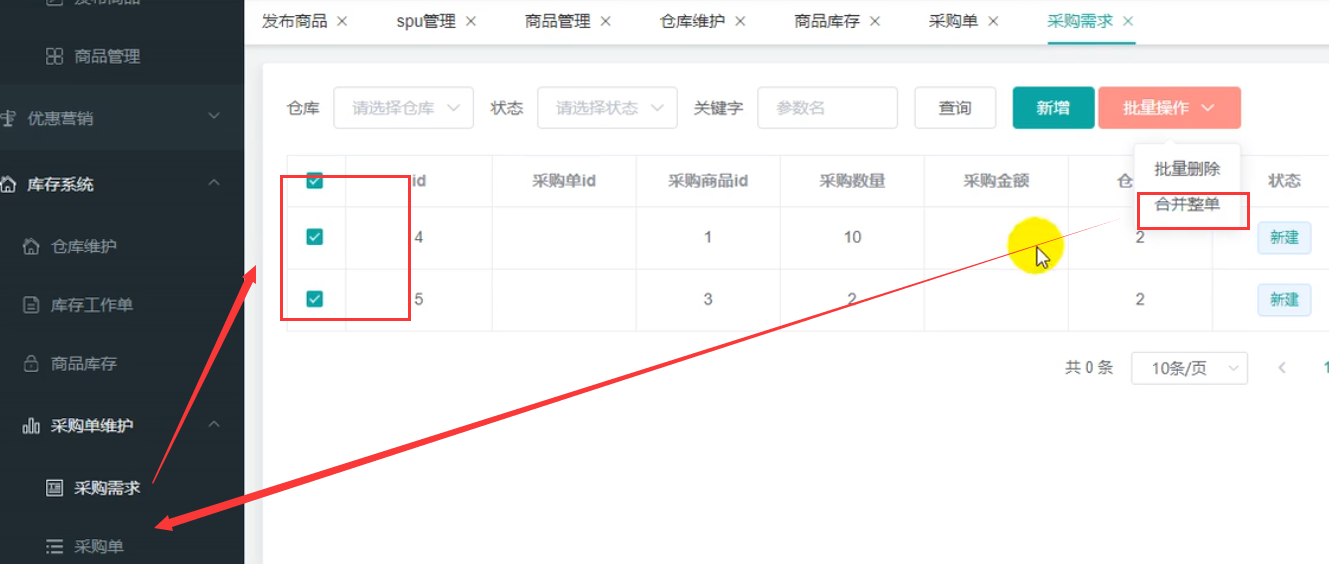 发布商品
商品管理
优惠营销
库存系统
仓库维护
库存工作单
商品库存
采购单维护
采购需求
采购单
发布商品 × spu管理 × 商品管理 × 仓库维护 × 商品库存 × 采购单 × 采购需求 ×
仓库 请选择仓库 状态 请选择状态 关键字 参数名 查询 新增 批量操作
批量删除
合并整单
id 采购单id 采购商品id 采购数量 采购金额 仓 状态
4 1 10 2 新建
5 3 2 2 新建
共 0 条 10条/页 < 1